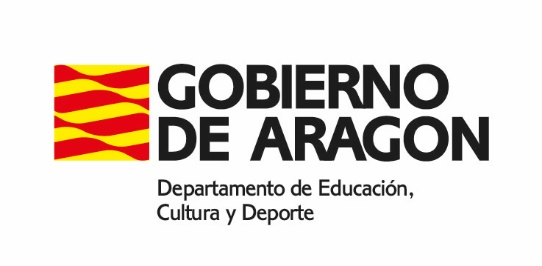 GOBIERNO
DE ARAGON
Departamento de Educación,
Cultura y Deporte